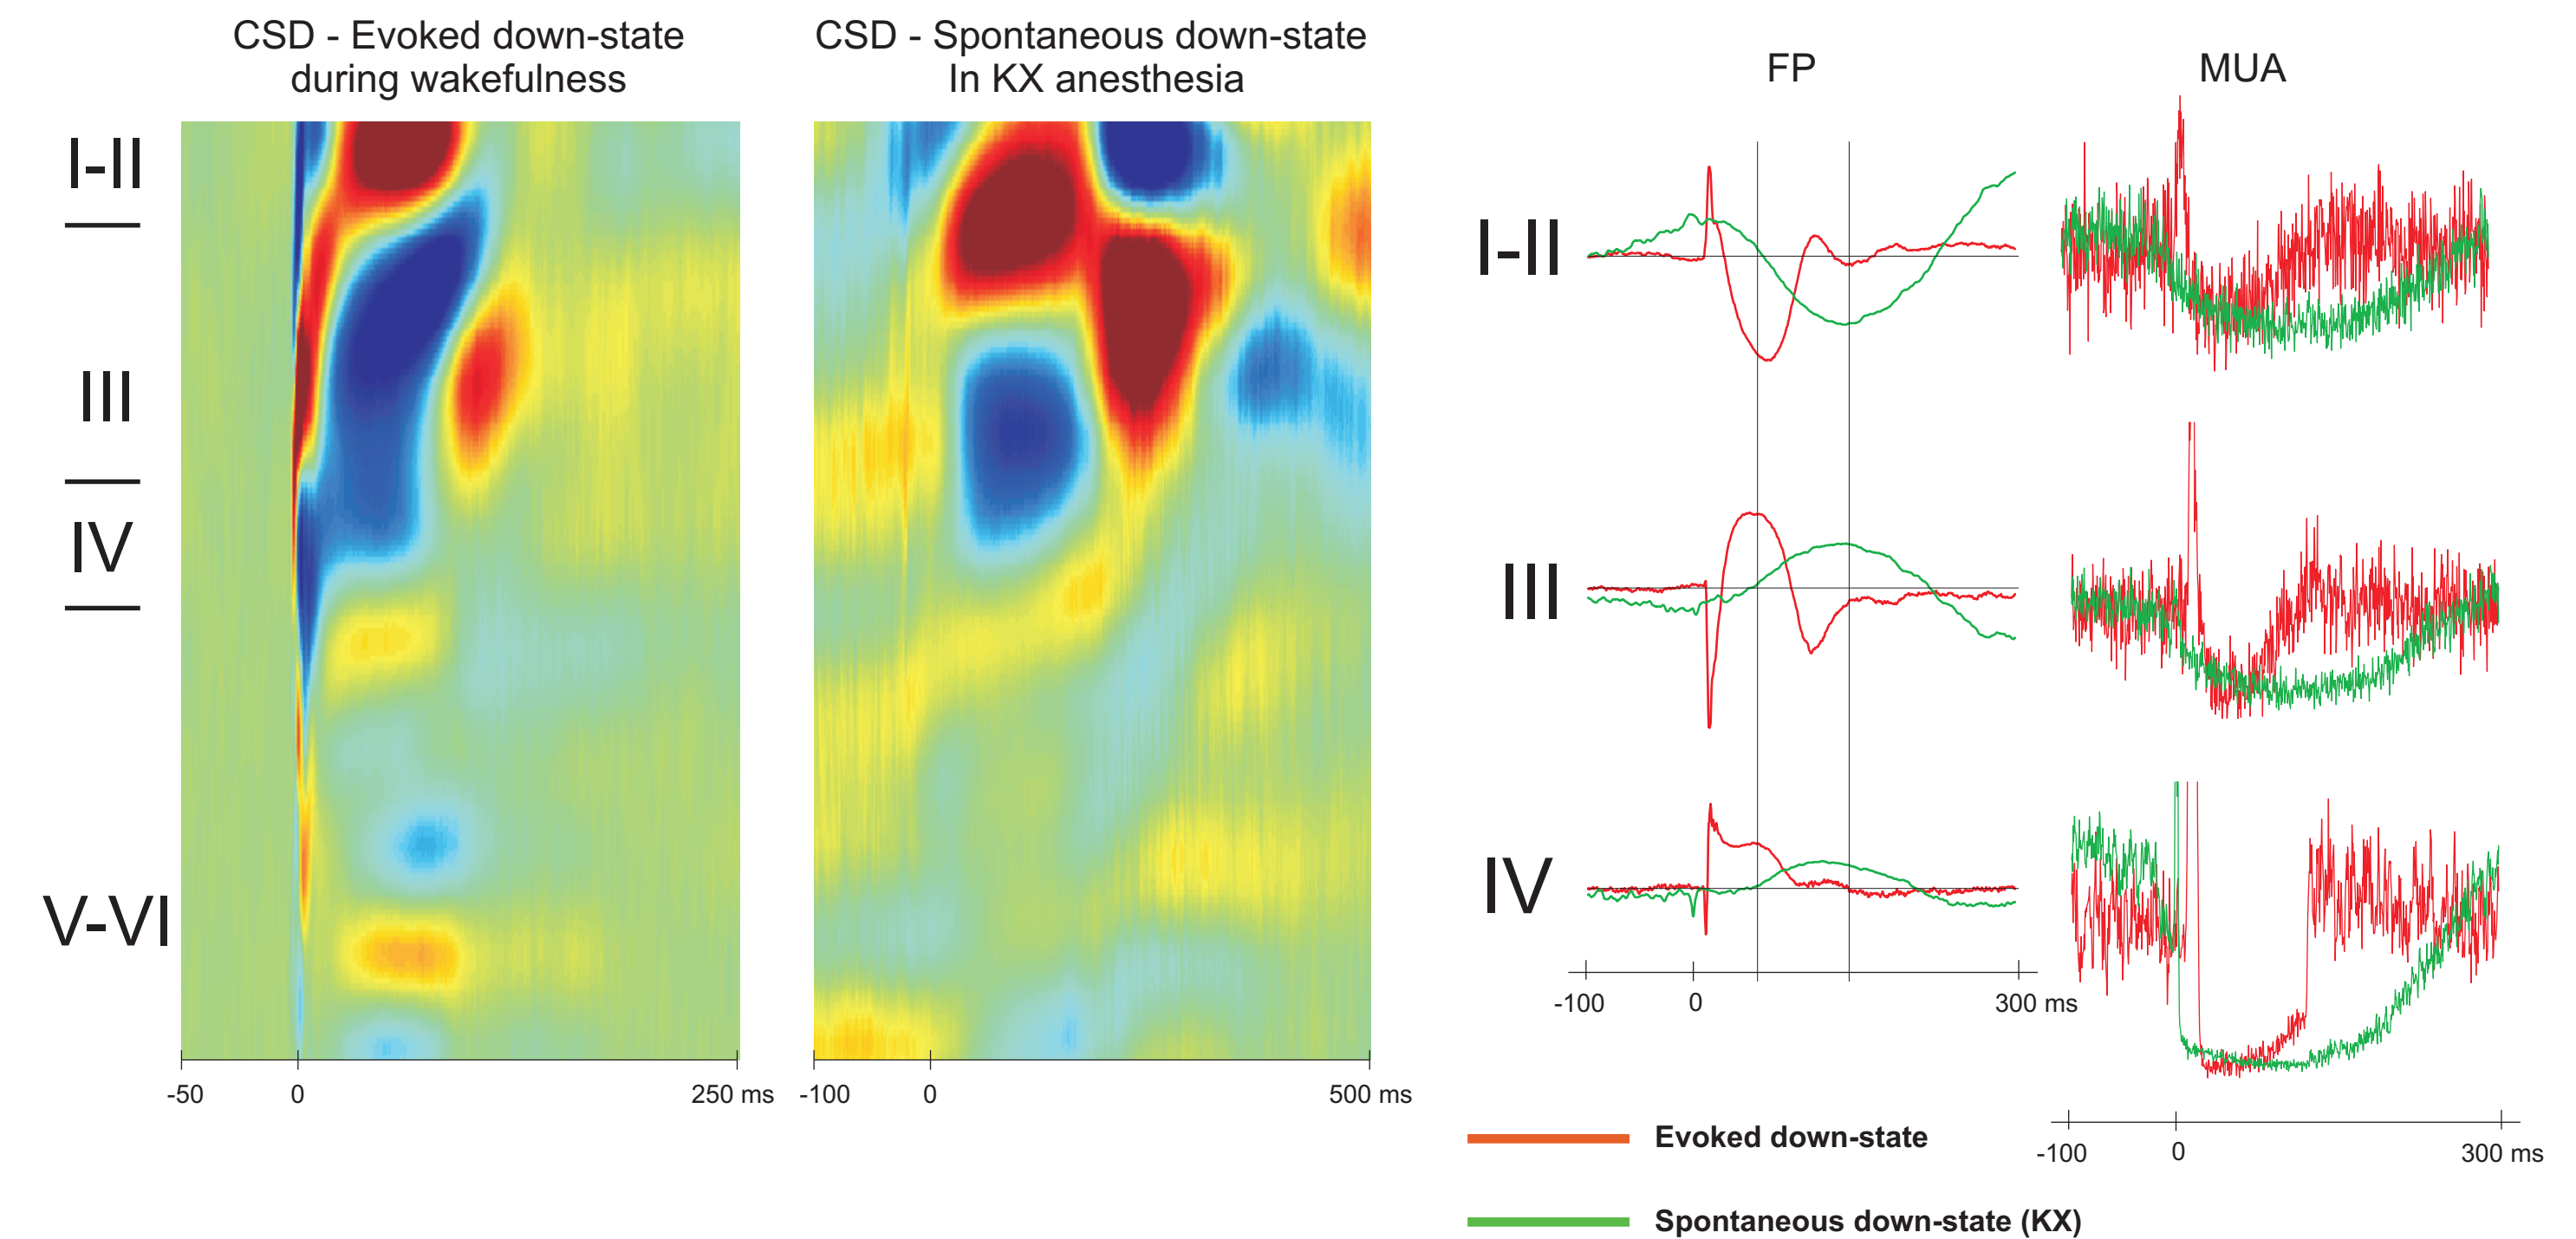 CSD - Evoked down-state
during wakefulness
CSD - Spontaneous down-state
In KX anesthesia
FP
MUA
I-II
III
IV
V-VI
-50
0
250 ms
-100
0
500 ms
I-II
III
IV
-100
0
300 ms
-100
0
300 ms
Evoked down-state
Spontaneous down-state (KX)